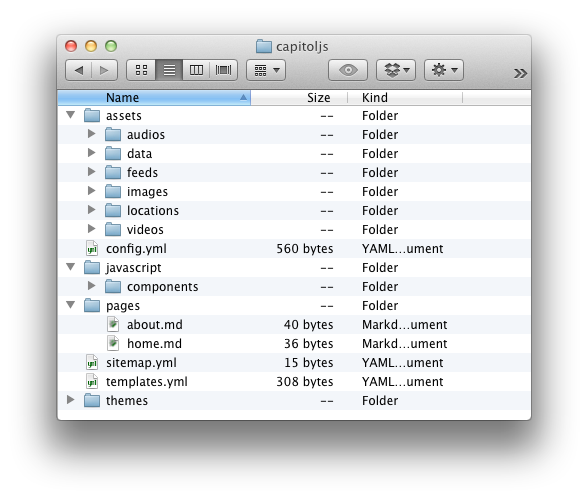 capitoljs
Name Size Kind
assets -- Folder
audios -- Folder
data -- Folder
feeds -- Folder
images -- Folder
locations -- Folder
videos -- Folder
config.yml 560 bytes YAML...ument
javascript -- Folder
components -- Folder
pages -- Folder
about.md 40 bytes Markd...ument
home.md 36 bytes Markd...ument
sitemap.yml 15 bytes YAML...ument
templates.yml 308 bytes YAML...ument
themes -- Folder